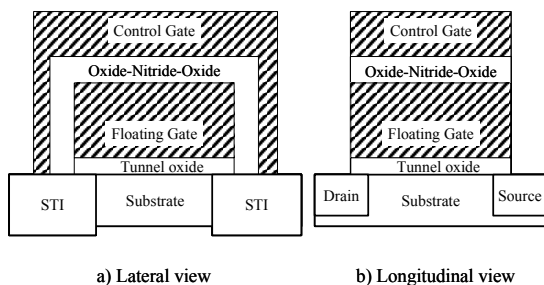 Control Gate
Oxide-Nitride-Oxide
Floating Gate
Tunnel oxide
STI
Substrate
STI
a) Lateral view
Control Gate
Oxide-Nitride-Oxide
Floating Gate
Tunnel oxide
Drain
Substrate
Source
b) Longitudinal view